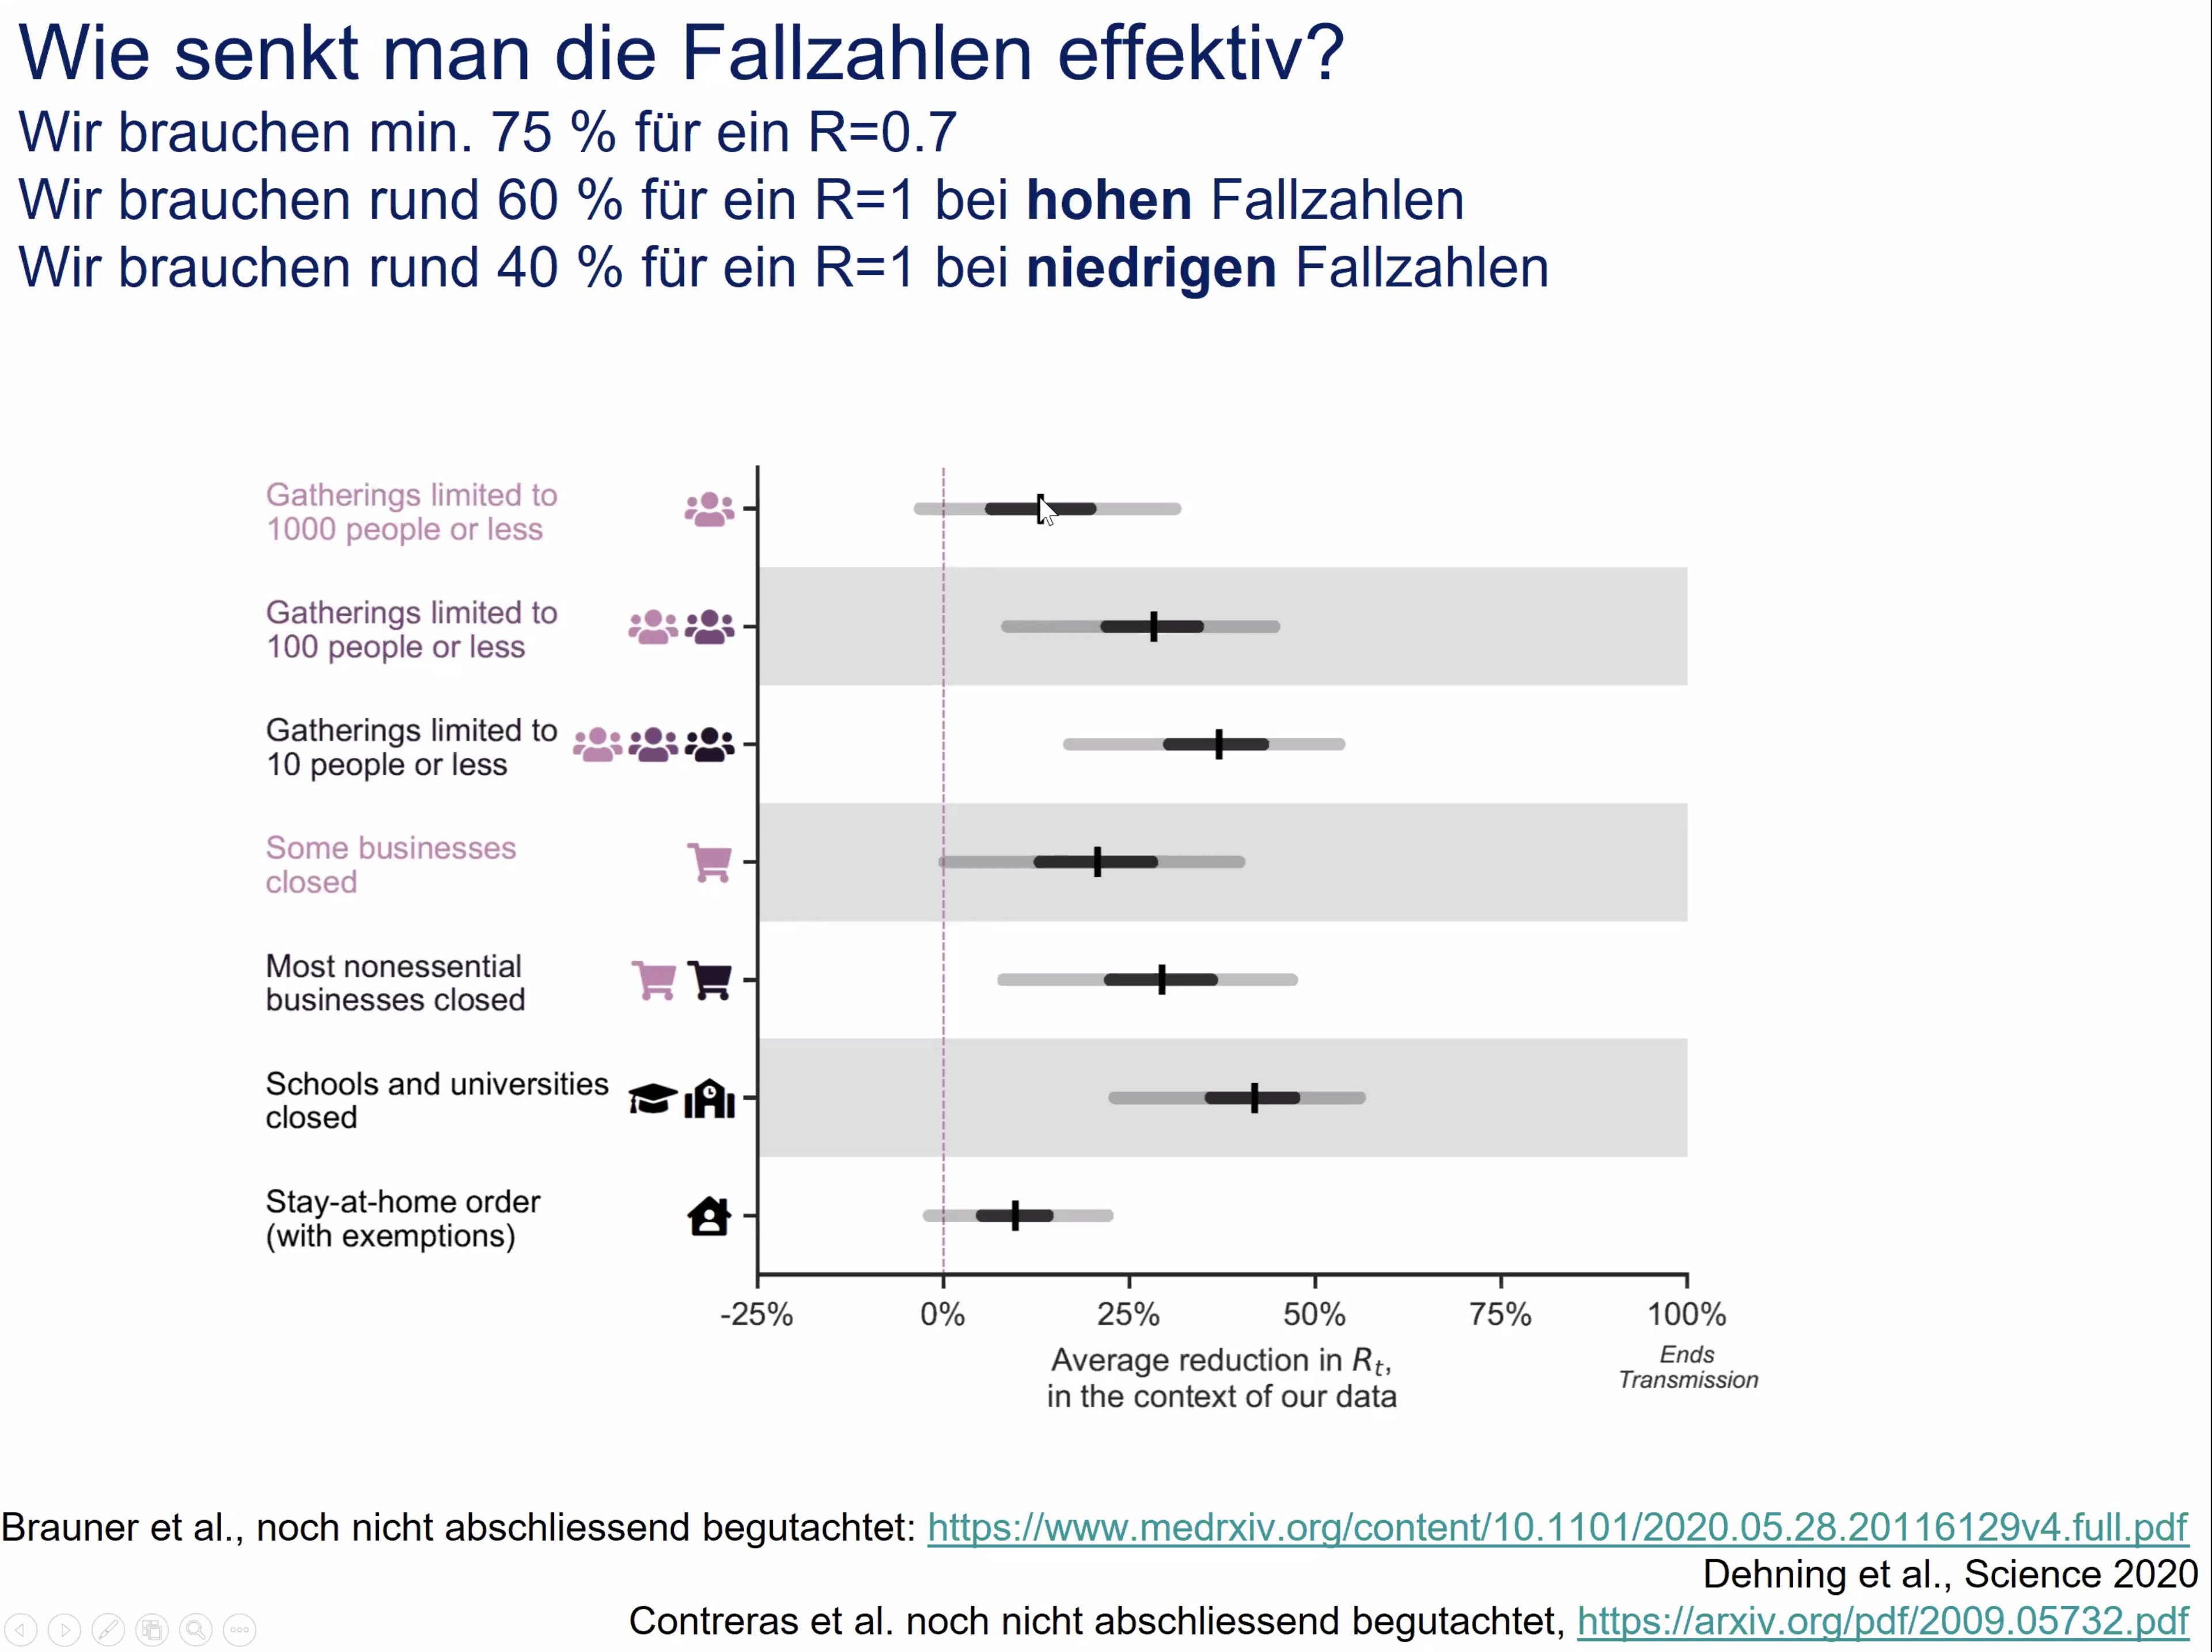 Wie senkt man die Fallzahlen effektiv?
Wir brauchen min. 75 % für ein R=0.7
Wir brauchen rund 60 % für ein R=1 bei hohen Fallzahlen
Wir brauchen rund 40 % für ein R=1 bei niedrigen Fallzahlen
Gatherings limited to
1000 people or less
Gatherings limited to
100 people or less
Gatherings limited to
10 people or less
Some businesses
closed
Most nonessential
businesses closed
Schools and universities
closed
Stay-at-home order
(with exemptions)
-25% 0% 25% 50% 75% 100%
Average reduction in Rt,
in the context of our data
Ends
Transmission
Brauner et al., noch nicht abschliessend begutachtet: https://www.medrxiv.org/content/10.1101/2020.05.28.20116129v4.full.pdf
Dehning et al., Science 2020
Contreras et al. noch nicht abschliessend begutachtet, https://arxiv.org/pdf/2009.05732.pdf